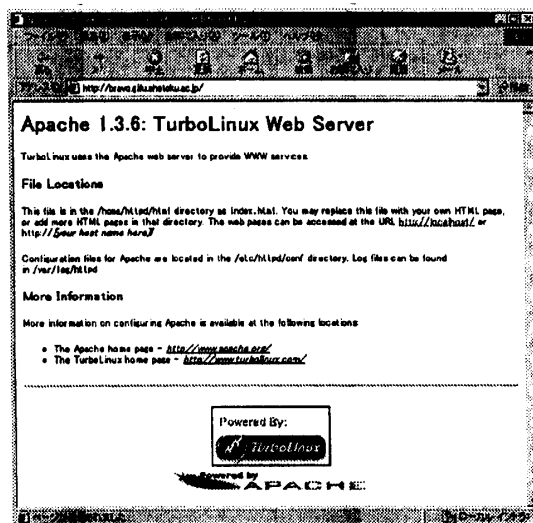 http://bravo.
Apache 1.3.6: TurboLinux Web Server
TurboLinux uses the Apache web server to provide WWW services
File Locations
This file is in the /home/httpd/html directory as index.html. You may replace this file with your own HTML page,
or add more HTML pages in that directory. The web pages can be accessed at the URL http://localhost/ or
http://[your host name here]/
Configuration files for Apache are located in the /etc/httpd/conf directory. Log files can be found
in /var/log/httpd
More Information
More information on configuring Apache is available at the following locations
The Apache home page - http://www.apache.org/
The TurboLinux home page - http://www.turbolinux.com/
Powered By:
TurboLinux
Powered by
APACHE